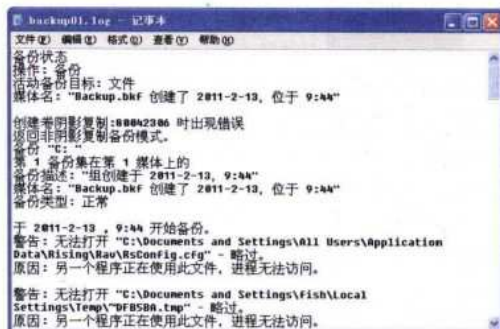 backup01.log - 记事本
文件(F) 编辑(E) 格式(O) 查看(V) 帮助(H)
备份状态
操作: 备份
活动备份目标: 文件
媒体名: "Backup.bkf 创建了 2011-2-13, 位于 9:44"
创建卷阴影复制:80042306 时出现错误
返回非阴影复制备份模式。
备份 "C: "
第 1 备份集在第 1 媒体上的
备份描述: "组创建于 2011-2-13, 9:44"
媒体名: "Backup.bkf 创建了 2011-2-13, 位于 9:44"
备份类型: 正常
于 2011-2-13 , 9:44 开始备份。
警告: 无法打开 "C:\Documents and Settings\All Users\Application
Data\Rising\Rav\RsConfig.cfg" - 略过。
原因: 另一个程序正在使用此文件, 进程无法访问。
警告: 无法打开 "C:\Documents and Settings\fish\Local
Settings\Temp\~DFB5BA.tmp" - 略过。
原因: 另一个程序正在使用此文件, 进程无法访问。